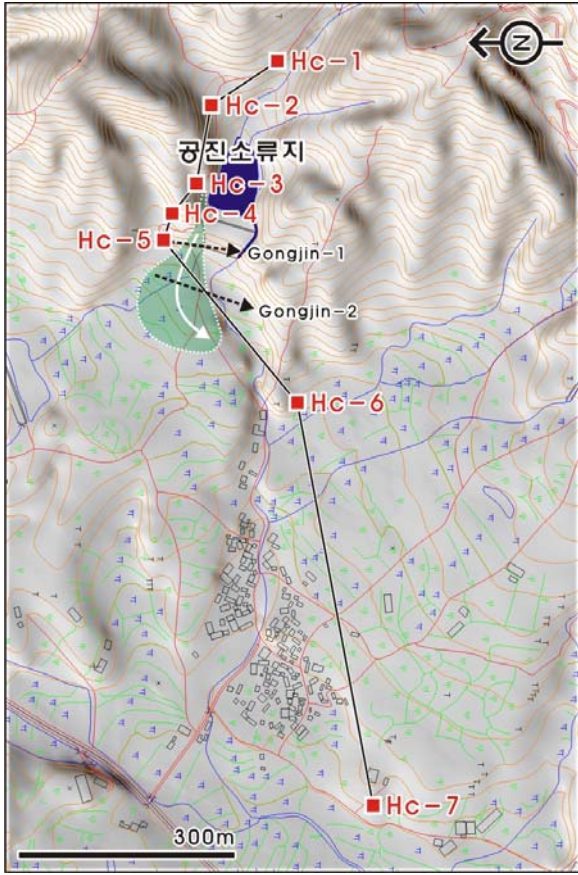 N
Hc-1
Hc-2
공진소류지
Hc-3
Hc-4
Hc-5
Gongjin-1
Gongjin-2
Hc-6
Hc-7
300m